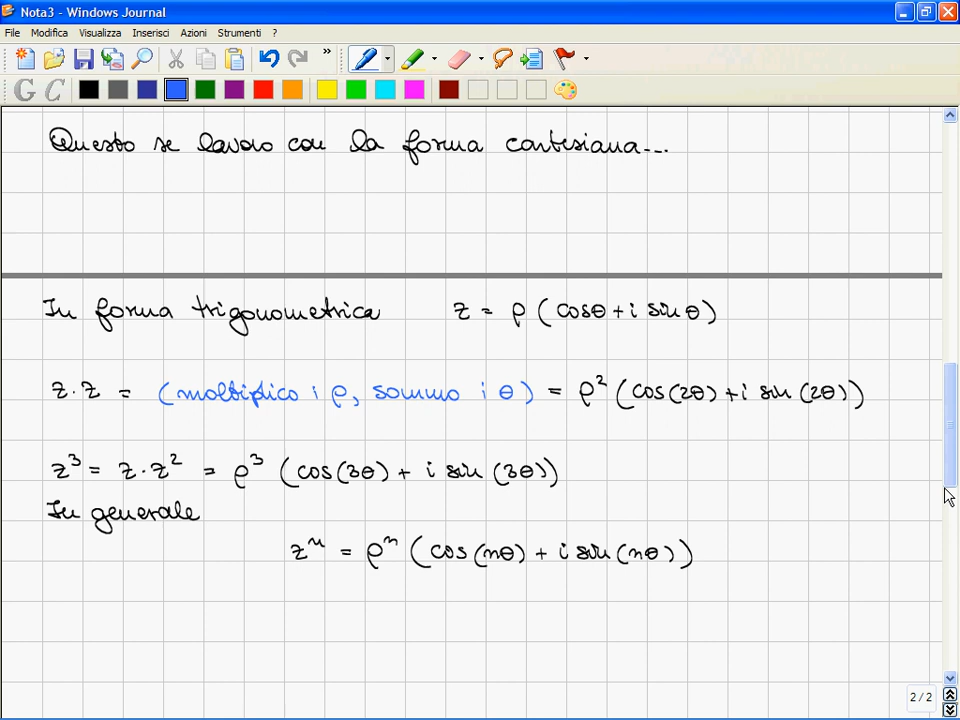 Nota3 - Windows Journal
File Modifica Visualizza Inserisci Azioni Strumenti ?
G C
Questo se lavoro con la forma cartesiana...
In forma trigonometrica z = ρ (cosθ + i sinθ)
z·z = (moltiplico i ρ, sommo i θ) = ρ² (cos(2θ) + i sin(2θ))
z³ = z·z² = ρ³ (cos(3θ) + i sin(3θ))
In generale
zⁿ = ρⁿ (cos(nθ) + i sin(nθ))
2 / 2